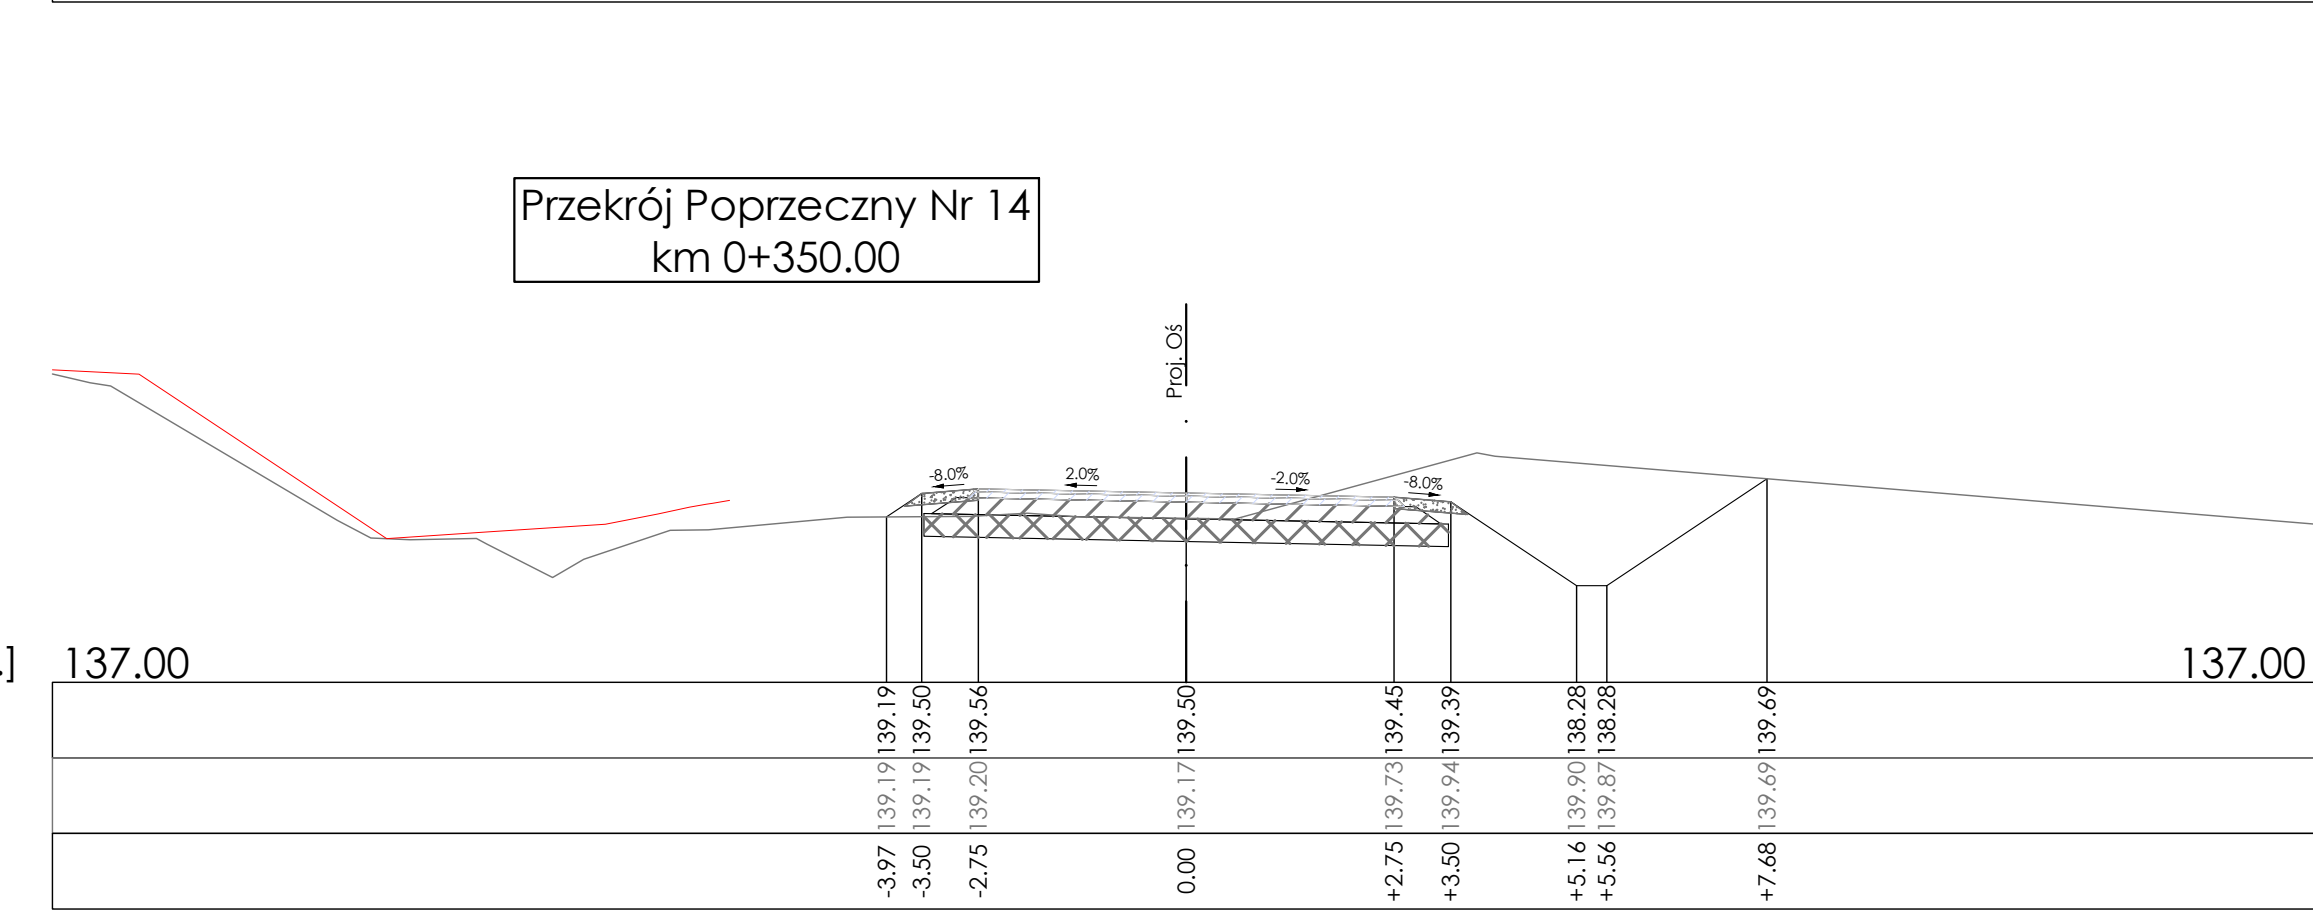 Przekrój Poprzeczny Nr 14
km 0+350.00
Proj. Oś
-8.0% 2.0% -2.0% -8.0%
.] 137.00 137.00
139.19 139.50 139.56 139.50 139.45 139.39 138.28 138.28 139.69
139.19 139.19 139.20 139.17 139.73 139.94 139.90 139.87 139.69
-3.97 -3.50 -2.75 0.00 +2.75 +3.50 +5.16 +5.56 +7.68